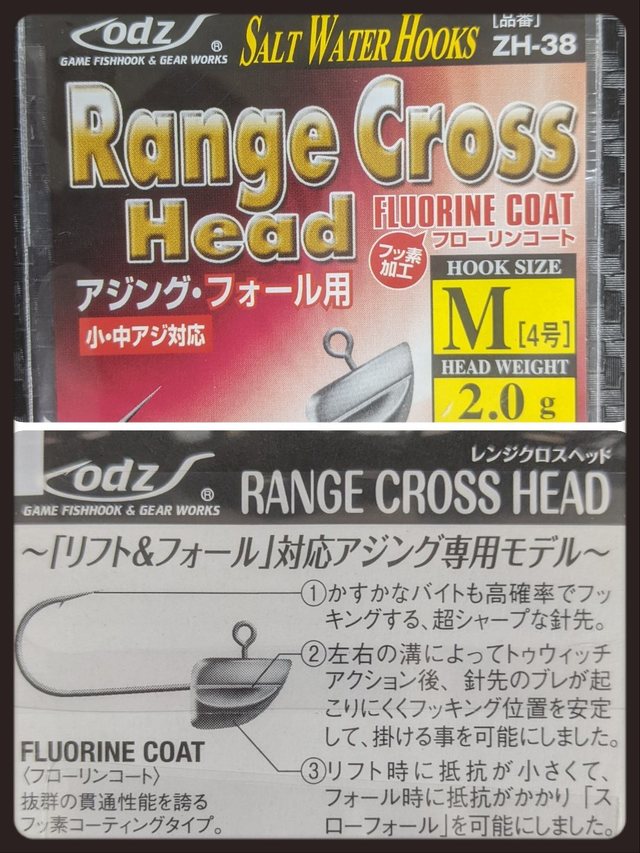 odz
®
GAME FISHHOOK & GEAR WORKS
SALT WATER HOOKS
[品番]
ZH-38
Range Cross
Head
FLUORINE COAT
フローリンコート
フッ素
加工
アジング・フォール用
小・中アジ対応
HOOK SIZE
M[4号]
HEAD WEIGHT
2.0 g
odz
®
GAME FISHHOOK & GEAR WORKS
レンジクロスヘッド
RANGE CROSS HEAD
〜「リフト&フォール」対応アジング専用モデル〜
①かすかなバイトも高確率でフッ
キングする、超シャープな針先。
②左右の溝によってトゥウィッチ
アクション後、針先のブレが起
こりにくくフッキング位置を安定
して、掛ける事を可能にしました。
③リフト時に抵抗が小さくて、
フォール時に抵抗がかかり「ス
ローフォール」を可能にしました。
FLUORINE COAT
〈フローリンコート〉
抜群の貫通性能を誇る
フッ素コーティングタイプ。